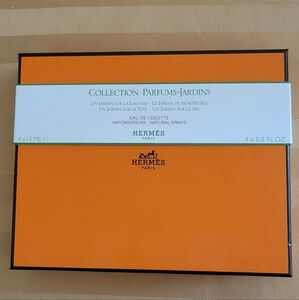 COLLECTION PARFUMS-JARDINS
UN JARDIN SUR LA LAGUNE - LE JARDIN DE MONSIEUR LI
UN JARDIN SUR LE TOIT - UN JARDIN SUR LE NIL
EAU DE TOILETTE
VAPORISATEURS NATURAL SPRAYS
4 x 15 ML ℮
HERMÈS
PARIS
4 x 0.5 FL.OZ.
HERMÈS
PARIS